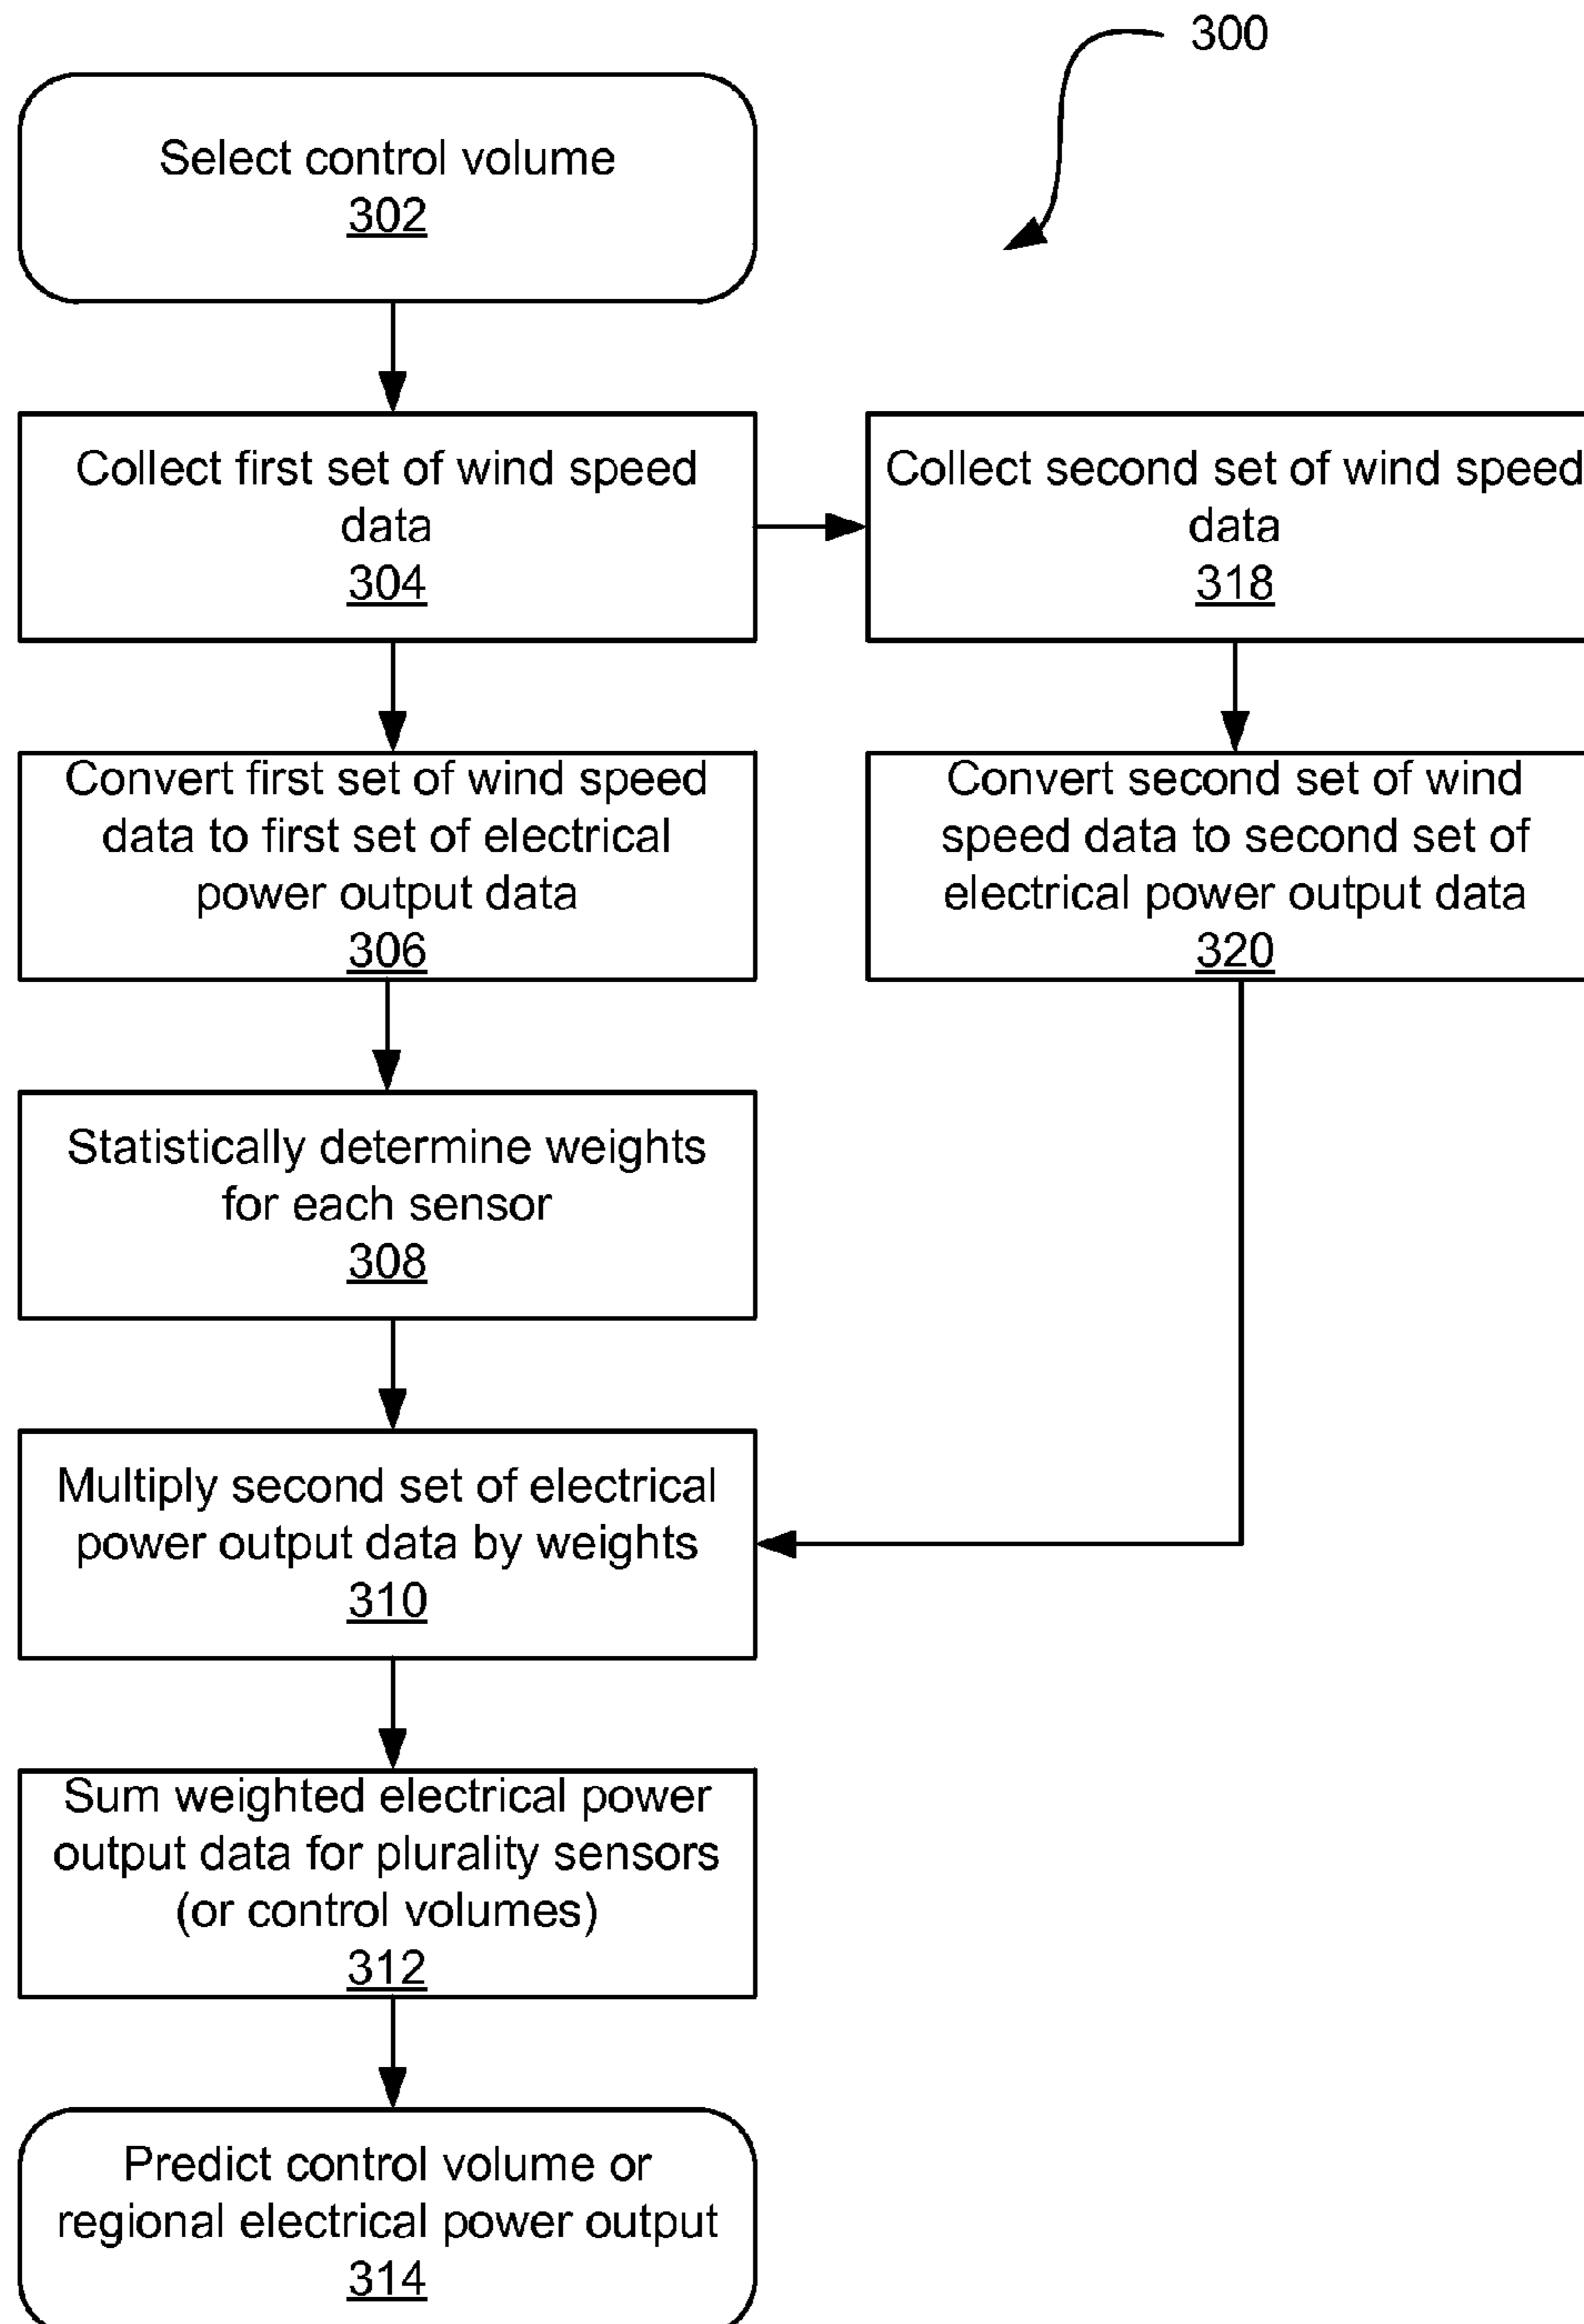 300
Select control volume
302
Collect first set of wind speed
data
304
Collect second set of wind speed
data
318
Convert first set of wind speed
data to first set of electrical
power output data
306
Convert second set of wind
speed data to second set of
electrical power output data
320
Statistically determine weights
for each sensor
308
Multiply second set of electrical
power output data by weights
310
Sum weighted electrical power
output data for plurality sensors
(or control volumes)
312
Predict control volume or
regional electrical power output
314